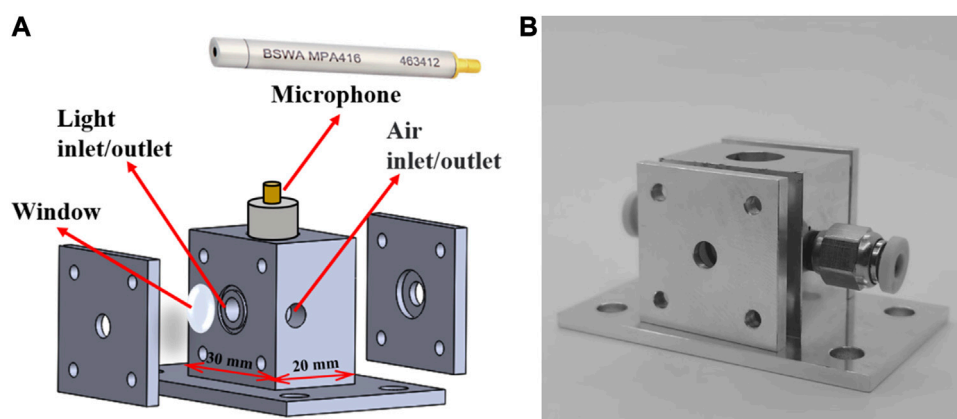 A
B
BSWA MPA416 463412
Microphone
Light
inlet/outlet
Air
inlet/outlet
Window
30 mm
20 mm